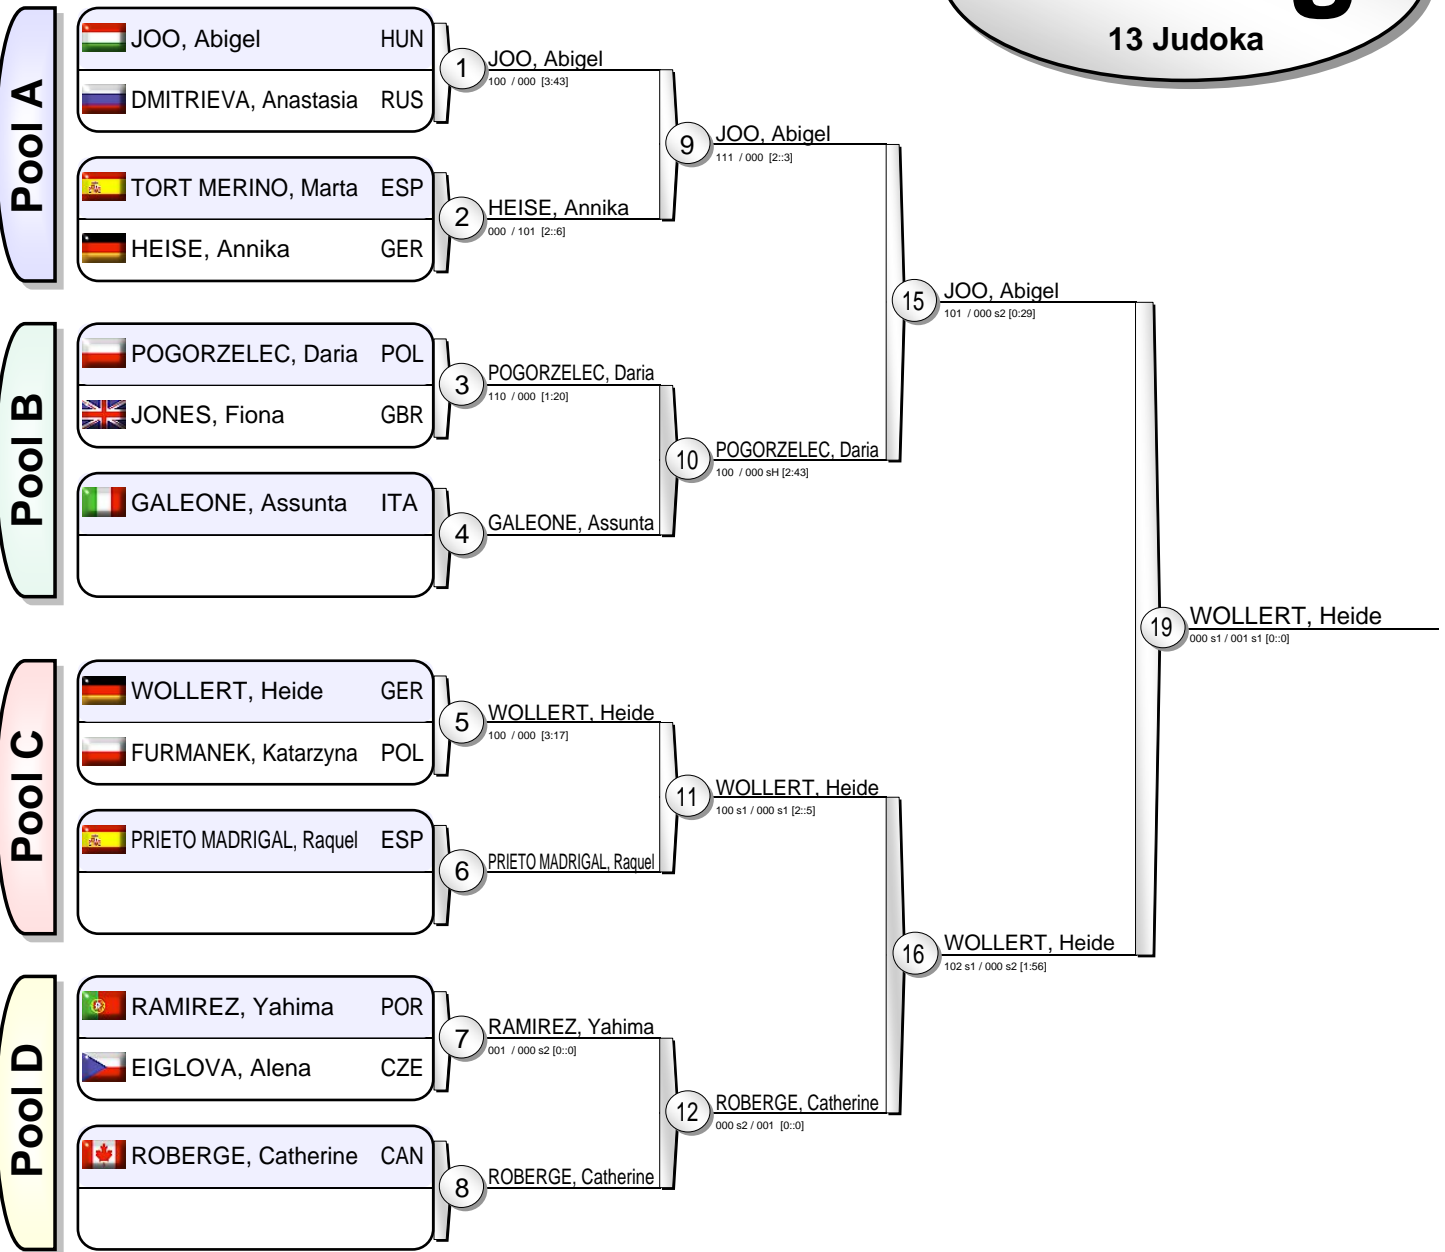 13 Judoka
Pool A
JOO, Abigel HUN
DMITRIEVA, Anastasia RUS
TORT MERINO, Marta ESP
HEISE, Annika GER
Pool B
POGORZELEC, Daria POL
JONES, Fiona GBR
GALEONE, Assunta ITA
Pool C
WOLLERT, Heide GER
FURMANEK, Katarzyna POL
PRIETO MADRIGAL, Raquel ESP
Pool D
RAMIREZ, Yahima POR
EIGLOVA, Alena CZE
ROBERGE, Catherine CAN
1 JOO, Abigel
100 / 000 [3:43]
2 HEISE, Annika
000 / 101 [2::6]
3 POGORZELEC, Daria
110 / 000 [1:20]
4 GALEONE, Assunta
5 WOLLERT, Heide
100 / 000 [3:17]
6 PRIETO MADRIGAL, Raquel
7 RAMIREZ, Yahima
001 / 000 s2 [0::0]
8 ROBERGE, Catherine
9 JOO, Abigel
111 / 000 [2::3]
10 POGORZELEC, Daria
100 / 000 sH [2:43]
11 WOLLERT, Heide
100 s1 / 000 s1 [2::5]
12 ROBERGE, Catherine
000 s2 / 001 [0::0]
15 JOO, Abigel
101 / 000 s2 [0:29]
16 WOLLERT, Heide
102 s1 / 000 s2 [1:56]
19 WOLLERT, Heide
000 s1 / 001 s1 [0::0]